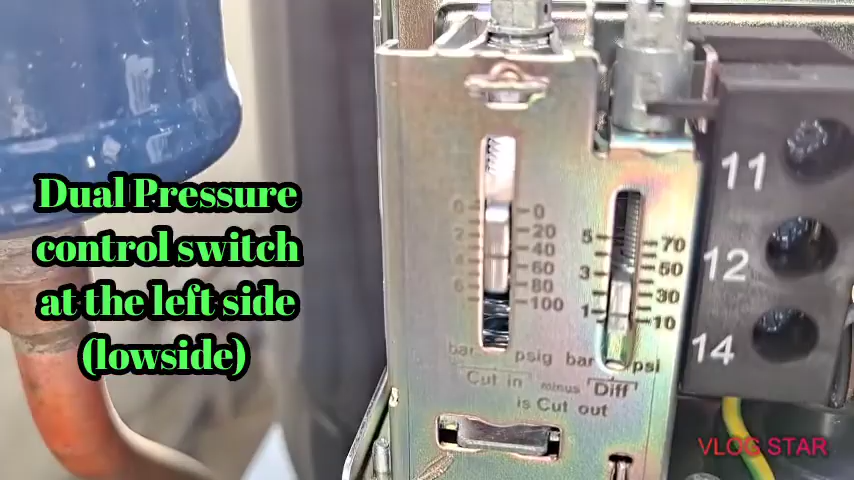 Dual Pressure
control switch
at the left side
(lowside)
0 0
2 20
4 40
4 60
6 80
100
bar psig
Cut in
5 70
3 50
30
1 10
bar psi
minus Diff
is Cut out
11
12
14
VLOG STAR